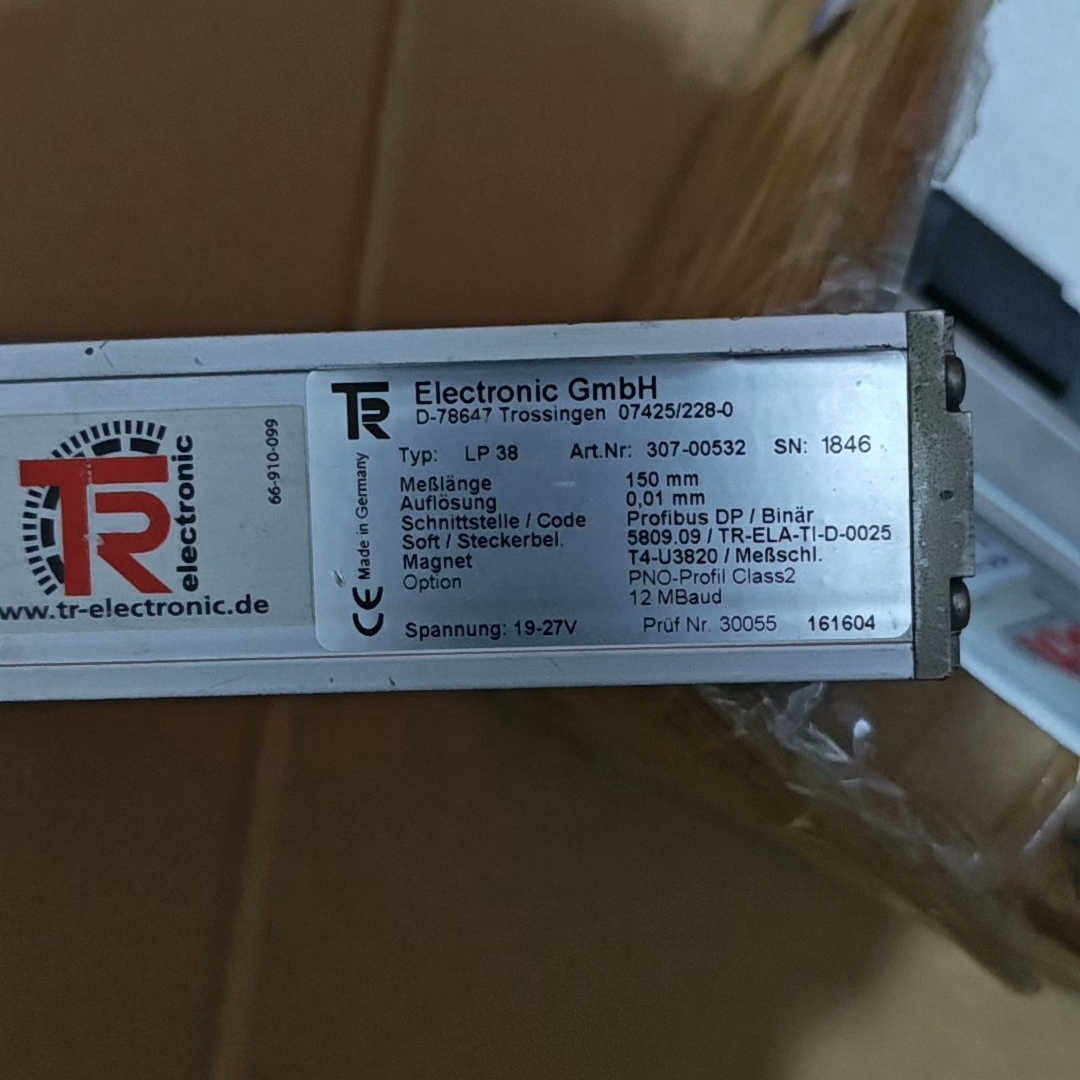 TR electronic
66-910-099
www.tr-electronic.de
TR Electronic GmbH
D-78647 Trossingen 07425/228-0
Typ: LP 38 Art.Nr: 307-00532 SN: 1846
Meßlänge 150 mm
Auflösung 0,01 mm
Schnittstelle / Code Profibus DP / Binär
Soft / Steckerbel. 5809.09 / TR-ELA-TI-D-0025
Magnet T4-U3820 / Meßschl.
Option PNO-Profil Class2
12 MBaud
Spannung: 19-27V Prüf Nr. 30055 161604
Made in Germany
CE